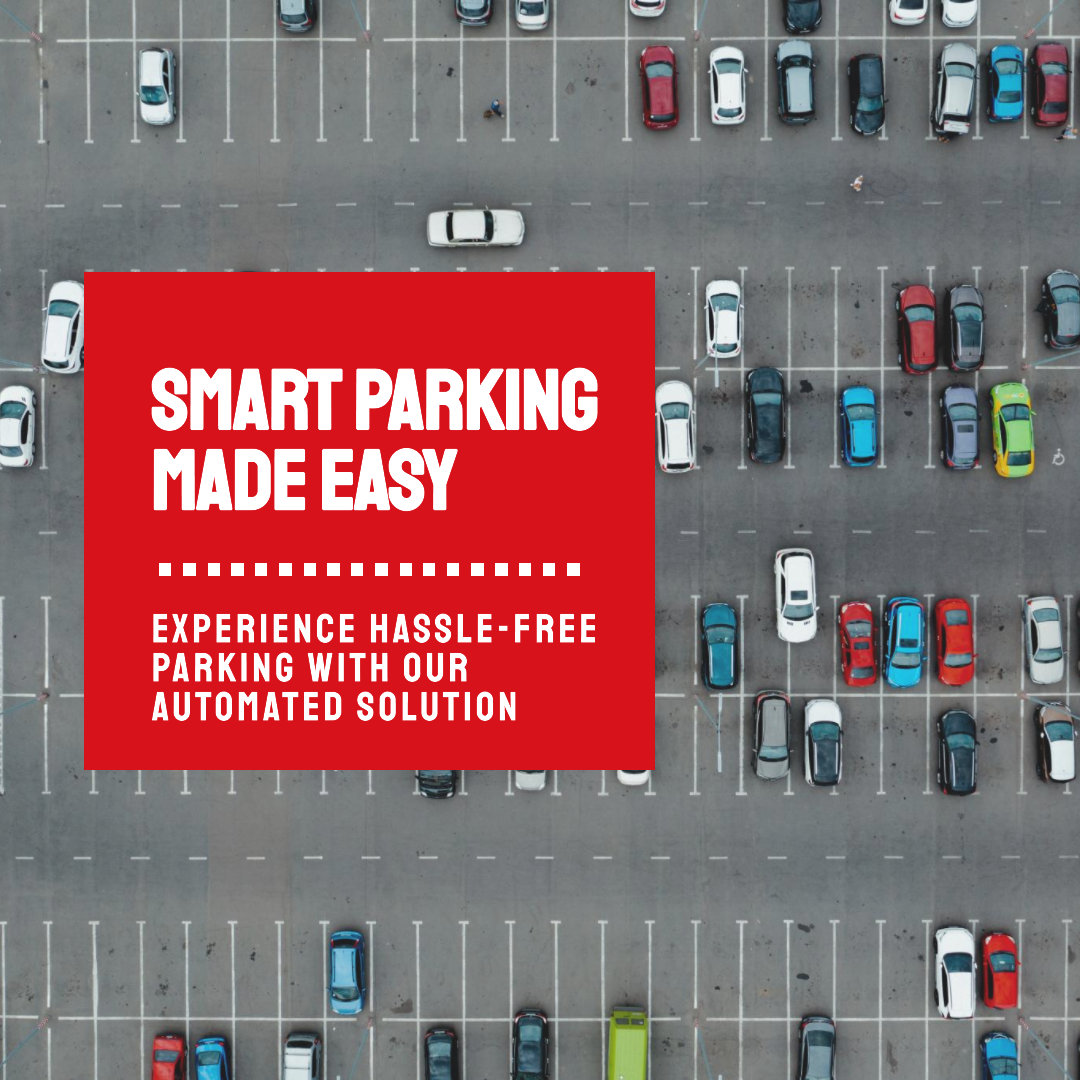 SMART PARKING
MADE EASY
EXPERIENCE HASSLE-FREE
PARKING WITH OUR
AUTOMATED SOLUTION